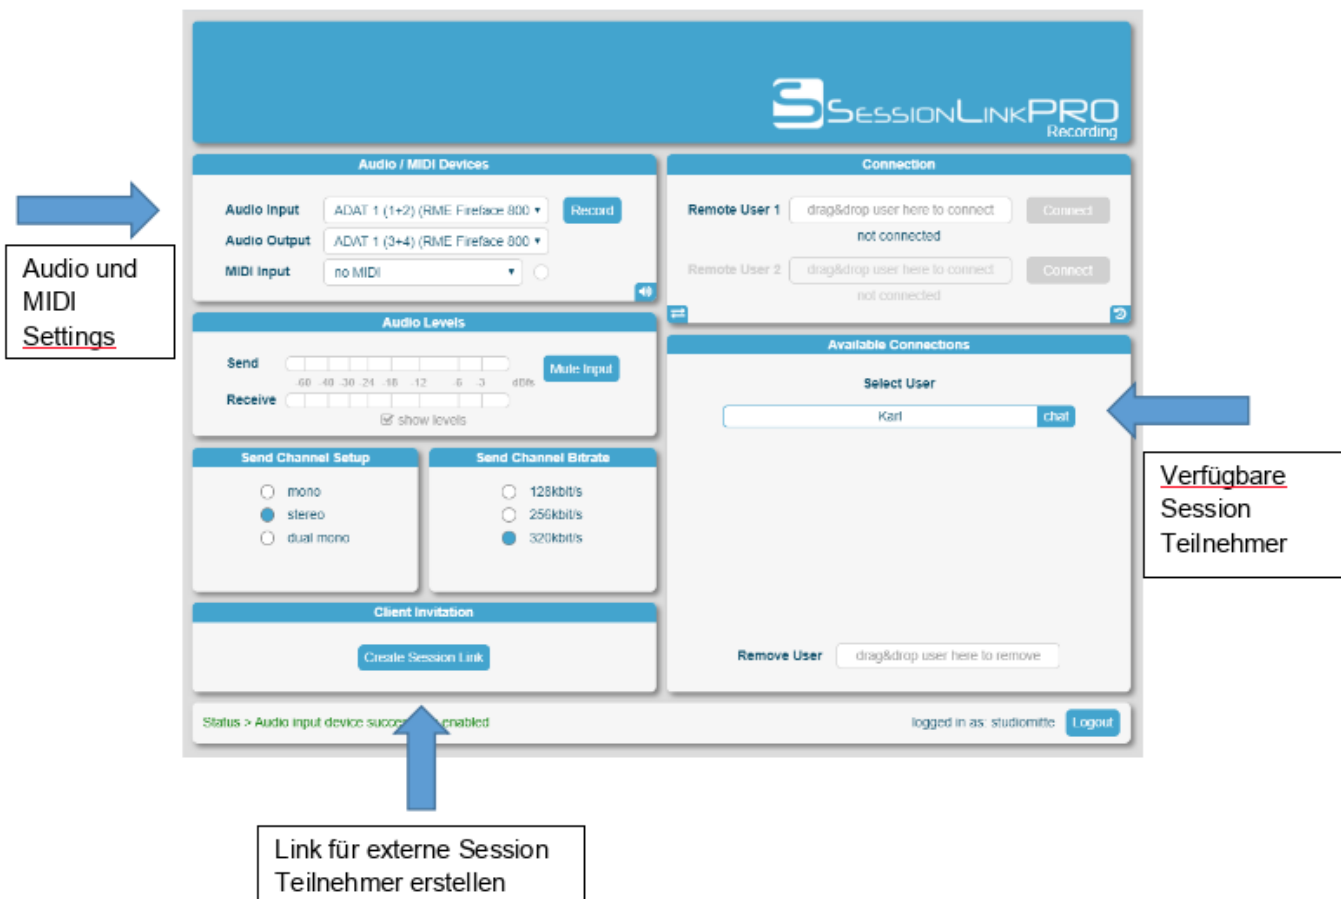 SESSIONLINKPRO
Recording
Audio / MIDI Devices
Audio Input ADAT 1 (1+2) (RME Fireface 800 Record
Audio Output ADAT 1 (3+4) (RME Fireface 800
MIDI Input no MIDI
Audio und
MIDI
Settings
Connection
Remote User 1 drag&drop user here to connect Connect
not connected
Remote User 2 drag&drop user here to connect Connect
not connected
Audio Levels
Send Mute Input
-60 -40 -30 -24 -18 -12 -6 -3 dBfs
Receive
show levels
Available Connections
Select User
Karl chat
Verfügbare
Session
Teilnehmer
Send Channel Setup
mono
stereo
dual mono
Send Channel Bitrate
128kbit/s
256kbit/s
320kbit/s
Client Invitation
Create Session Link
Remove User drag&drop user here to remove
Status > Audio input device enabled
logged in as: studiomitte Logout
Link für externe Session
Teilnehmer erstellen